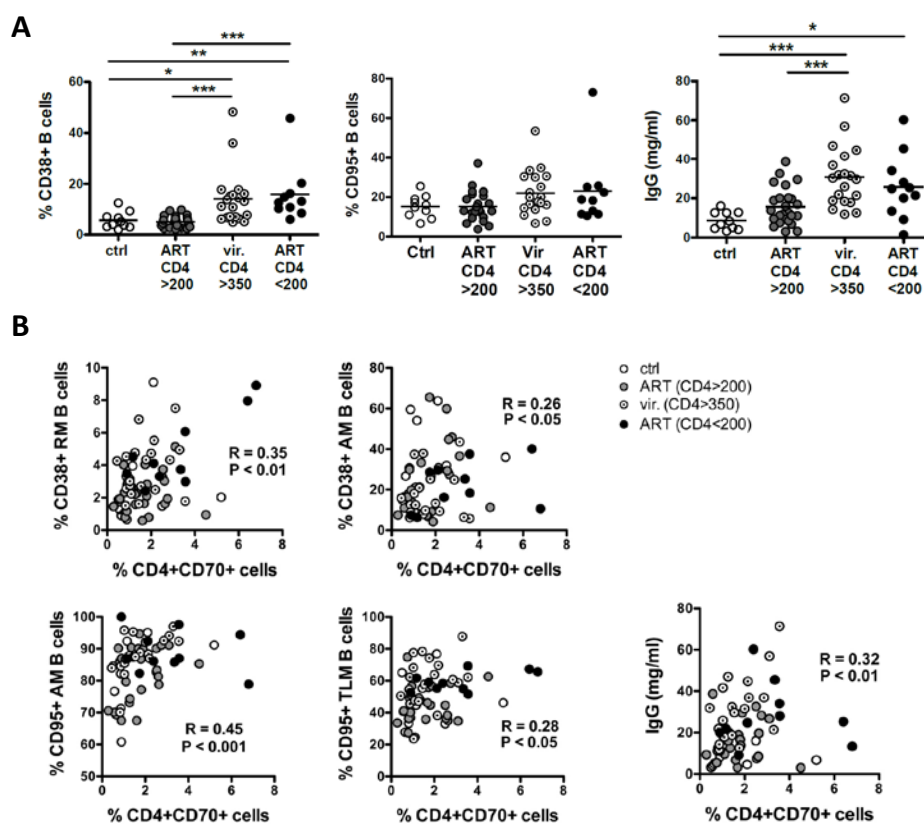 A
***
**
*
***
% CD38+ B cells
60
40
20
0
ctrl
ART
CD4
>200
vir.
CD4
>350
ART
CD4
<200
% CD95+ B cells
80
60
40
20
0
Ctrl
ART
CD4
>200
Vir
CD4
>350
ART
CD4
<200
*
***
***
IgG (mg/ml)
80
60
40
20
0
ctrl
ART
CD4
>200
vir.
CD4
>350
ART
CD4
<200
B
% CD38+ RM B cells
10
8
6
4
2
0
R = 0.35
P < 0.01
0 2 4 6 8
% CD4+CD70+ cells
% CD38+ AM B cells
80
60
40
20
0
R = 0.26
P < 0.05
0 2 4 6 8
% CD4+CD70+ cells
ctrl
ART (CD4>200)
vir. (CD4>350)
ART (CD4<200)
% CD95+ AM B cells
100
90
80
70
60
50
R = 0.45
P < 0.001
0 2 4 6 8
% CD4+CD70+ cells
% CD95+ TLM B cells
100
80
60
40
20
0
R = 0.28
P < 0.05
0 2 4 6 8
% CD4+CD70+ cells
IgG (mg/ml)
80
60
40
20
0
R = 0.32
P < 0.01
0 2 4 6 8
% CD4+CD70+ cells